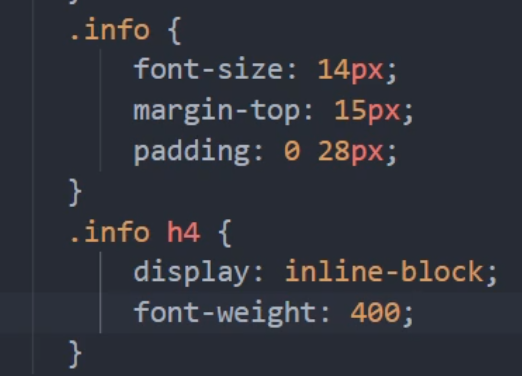 .info {
font-size: 14px;
margin-top: 15px;
padding: 0 28px;
}
.info h4 {
display: inline-block;
font-weight: 400;
}